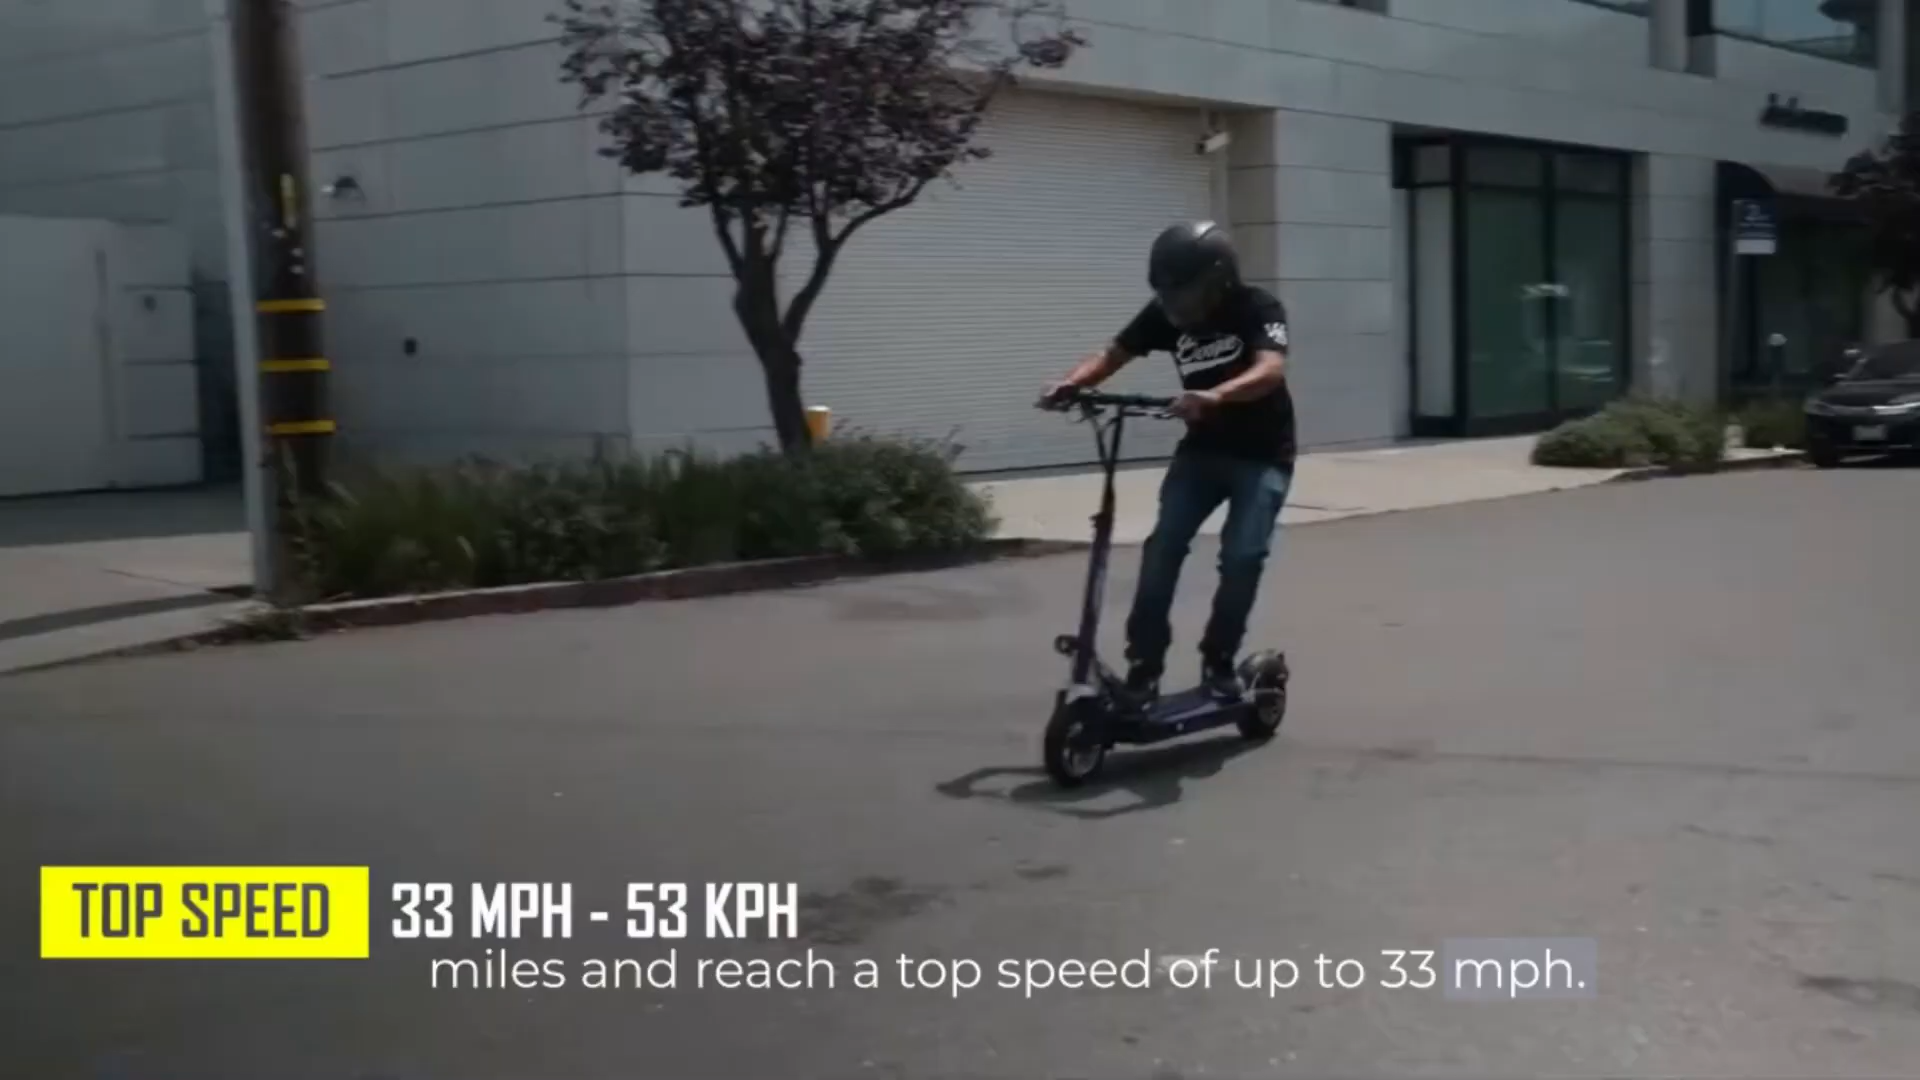 TOP SPEED 33 MPH - 53 KPH
miles and reach a top speed of up to 33 mph.